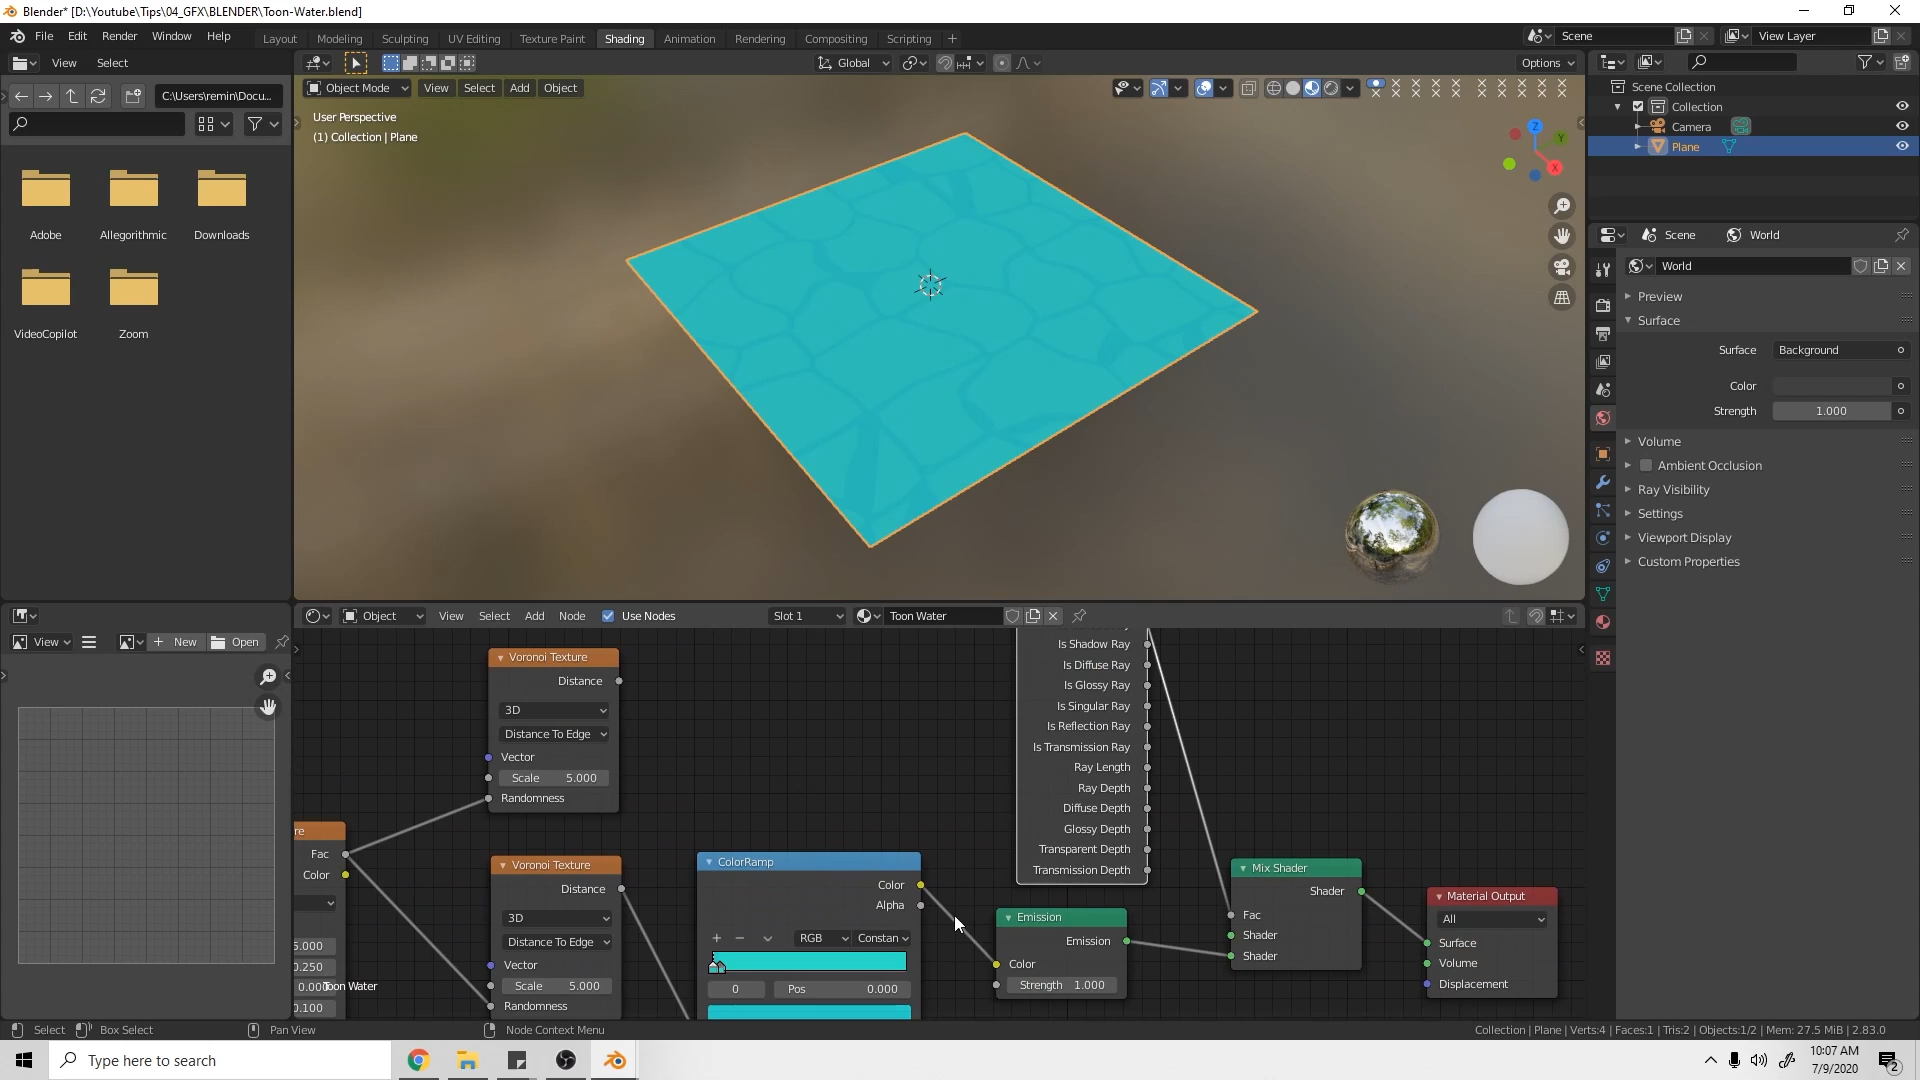 Blender* [D:\Youtube\Tips\04_GFX\BLENDER\Toon-Water.blend]
File Edit Render Window Help
Layout Modeling Sculpting UV Editing Texture Paint Shading Animation Rendering Compositing Scripting +
Scene
View Layer
View Select
Global
Options
C:\Users\remin\Docu...
Object Mode View Select Add Object
User Perspective
(1) Collection | Plane
Adobe
Allegorithmic
Downloads
VideoCopilot
Zoom
Z
Y
X
Scene Collection
Collection
Camera
Plane
Scene
World
World
Preview
Surface
Surface Background
Color
Strength 1.000
Volume
Ambient Occlusion
Ray Visibility
Settings
Viewport Display
Custom Properties
View
+ New
Open
Object View Select Add Node Use Nodes
Slot 1
Toon Water
re
Fac
Color
5.000
0.250
0.000
0.100
Toon Water
Voronoi Texture
Distance
3D
Distance To Edge
Vector
Scale 5.000
Randomness
Voronoi Texture
Distance
3D
Distance To Edge
Vector
Scale 5.000
Randomness
ColorRamp
Color
Alpha
RGB
Constan
0
Pos 0.000
Is Shadow Ray
Is Diffuse Ray
Is Glossy Ray
Is Singular Ray
Is Reflection Ray
Is Transmission Ray
Ray Length
Ray Depth
Diffuse Depth
Glossy Depth
Transparent Depth
Transmission Depth
Emission
Emission
Color
Strength 1.000
Mix Shader
Shader
Fac
Shader
Shader
Material Output
All
Surface
Volume
Displacement
Select
Box Select
Pan View
Node Context Menu
Collection | Plane | Verts:4 | Faces:1 | Tris:2 | Objects:1/2 | Mem: 27.5 MiB | 2.83.0
Type here to search
10:07 AM
7/9/2020
2